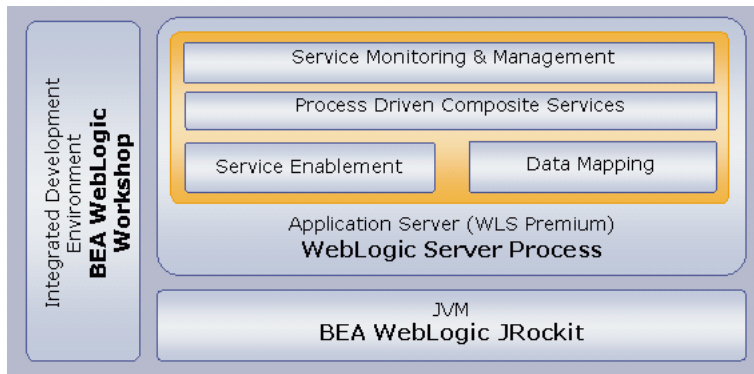 Integrated Development
Environment
BEA WebLogic
Workshop
Service Monitoring & Management
Process Driven Composite Services
Service Enablement
Data Mapping
Application Server (WLS Premium)
WebLogic Server Process
JVM
BEA WebLogic JRockit